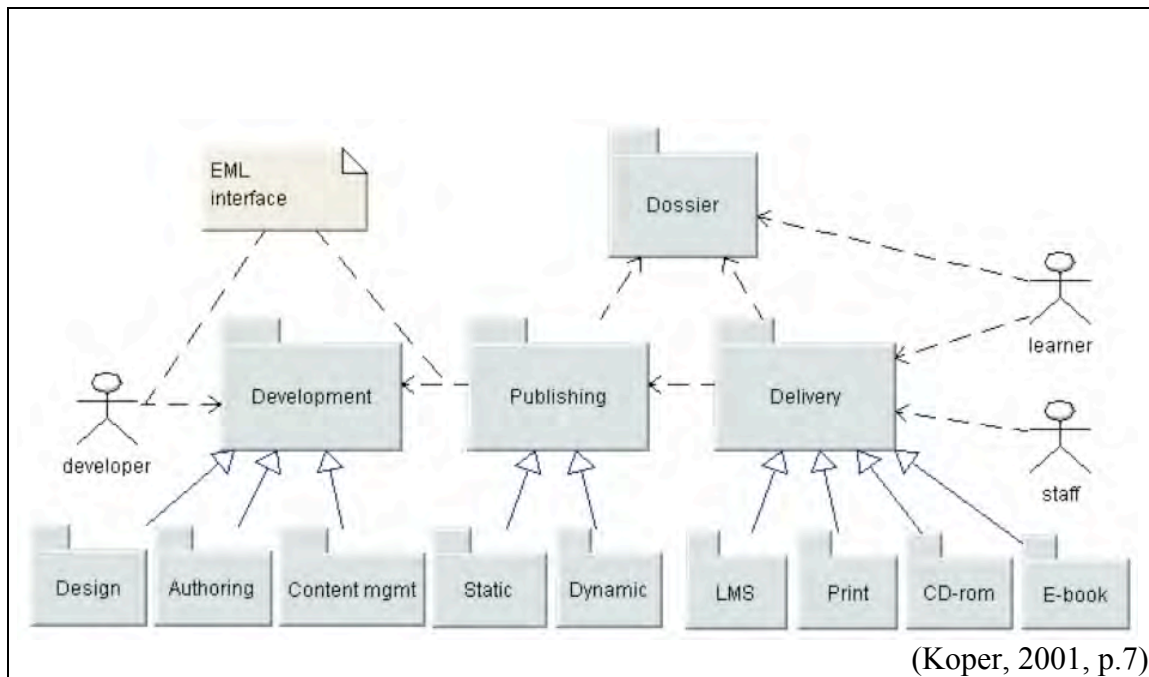 EML
interface
Dossier
learner
Development
Publishing
Delivery
developer
staff
Design
Authoring
Content mgmt
Static
Dynamic
LMS
Print
CD-rom
E-book
(Koper, 2001, p.7)